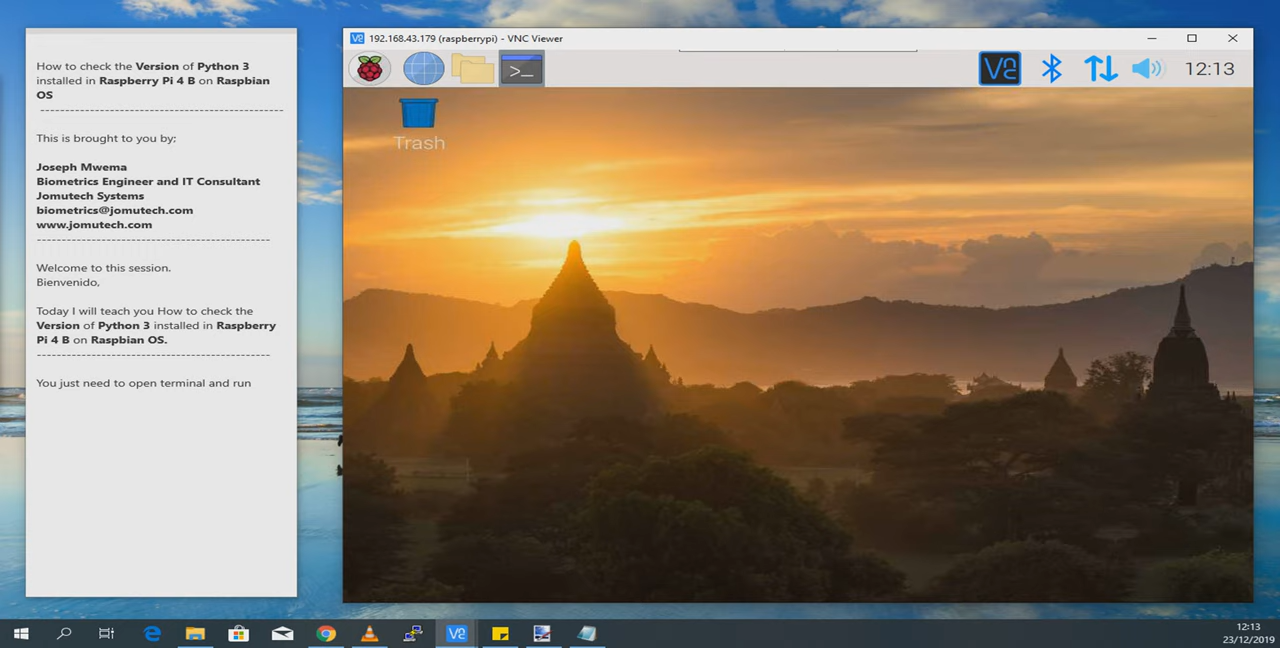 How to check the Version of Python 3
installed in Raspberry Pi 4 B on Raspbian
OS
------------------------------------------------
This is brought to you by:
Joseph Mwema
Biometrics Engineer and IT Consultant
Jomutech Systems
biometrics@jomutech.com
www.jomutech.com
----------------------------------------------
Welcome to this session.
Bienvenido,
Today I will teach you How to check the
Version of Python 3 installed in Raspberry
Pi 4 B on Raspbian OS.
----------------------------------------------
You just need to open terminal and run
192.168.43.179 (raspberrypi) - VNC Viewer
>_
12:13
Trash
12:13
23/12/2019